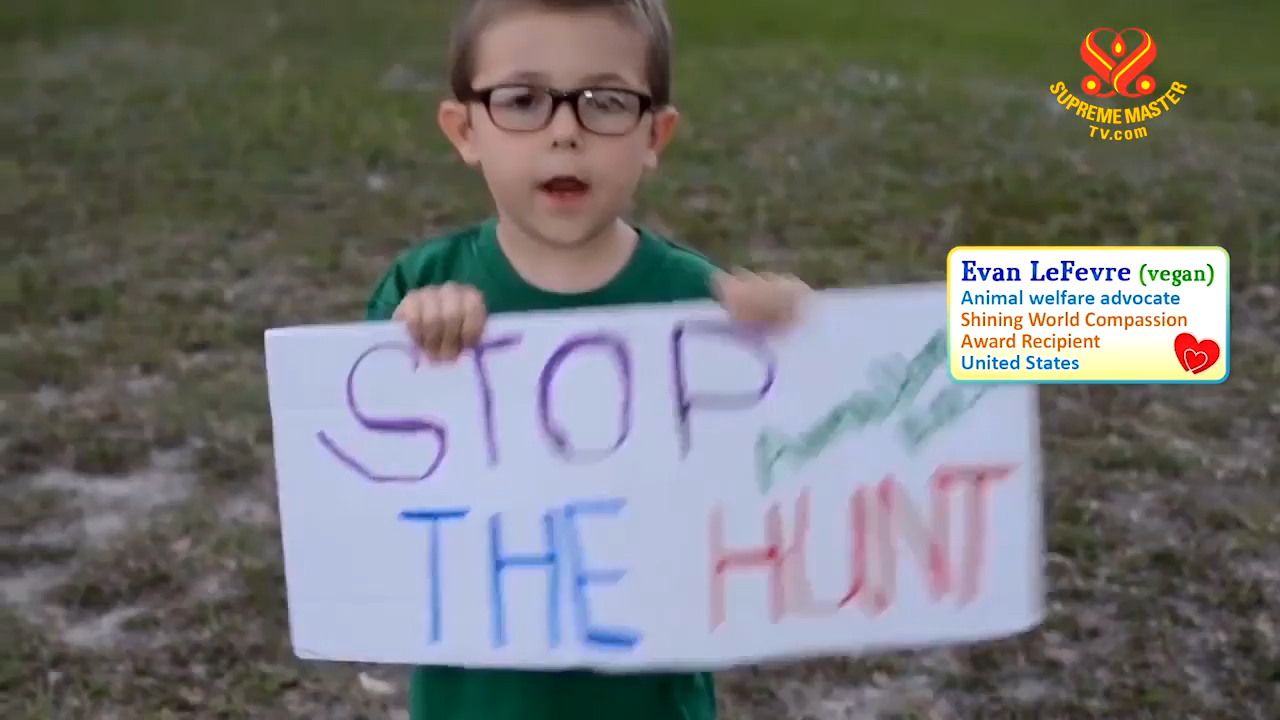 SUPREME MASTER
TV.com
Evan LeFevre (vegan)
Animal welfare advocate
Shining World Compassion
Award Recipient
United States
STOP
THE HUNT